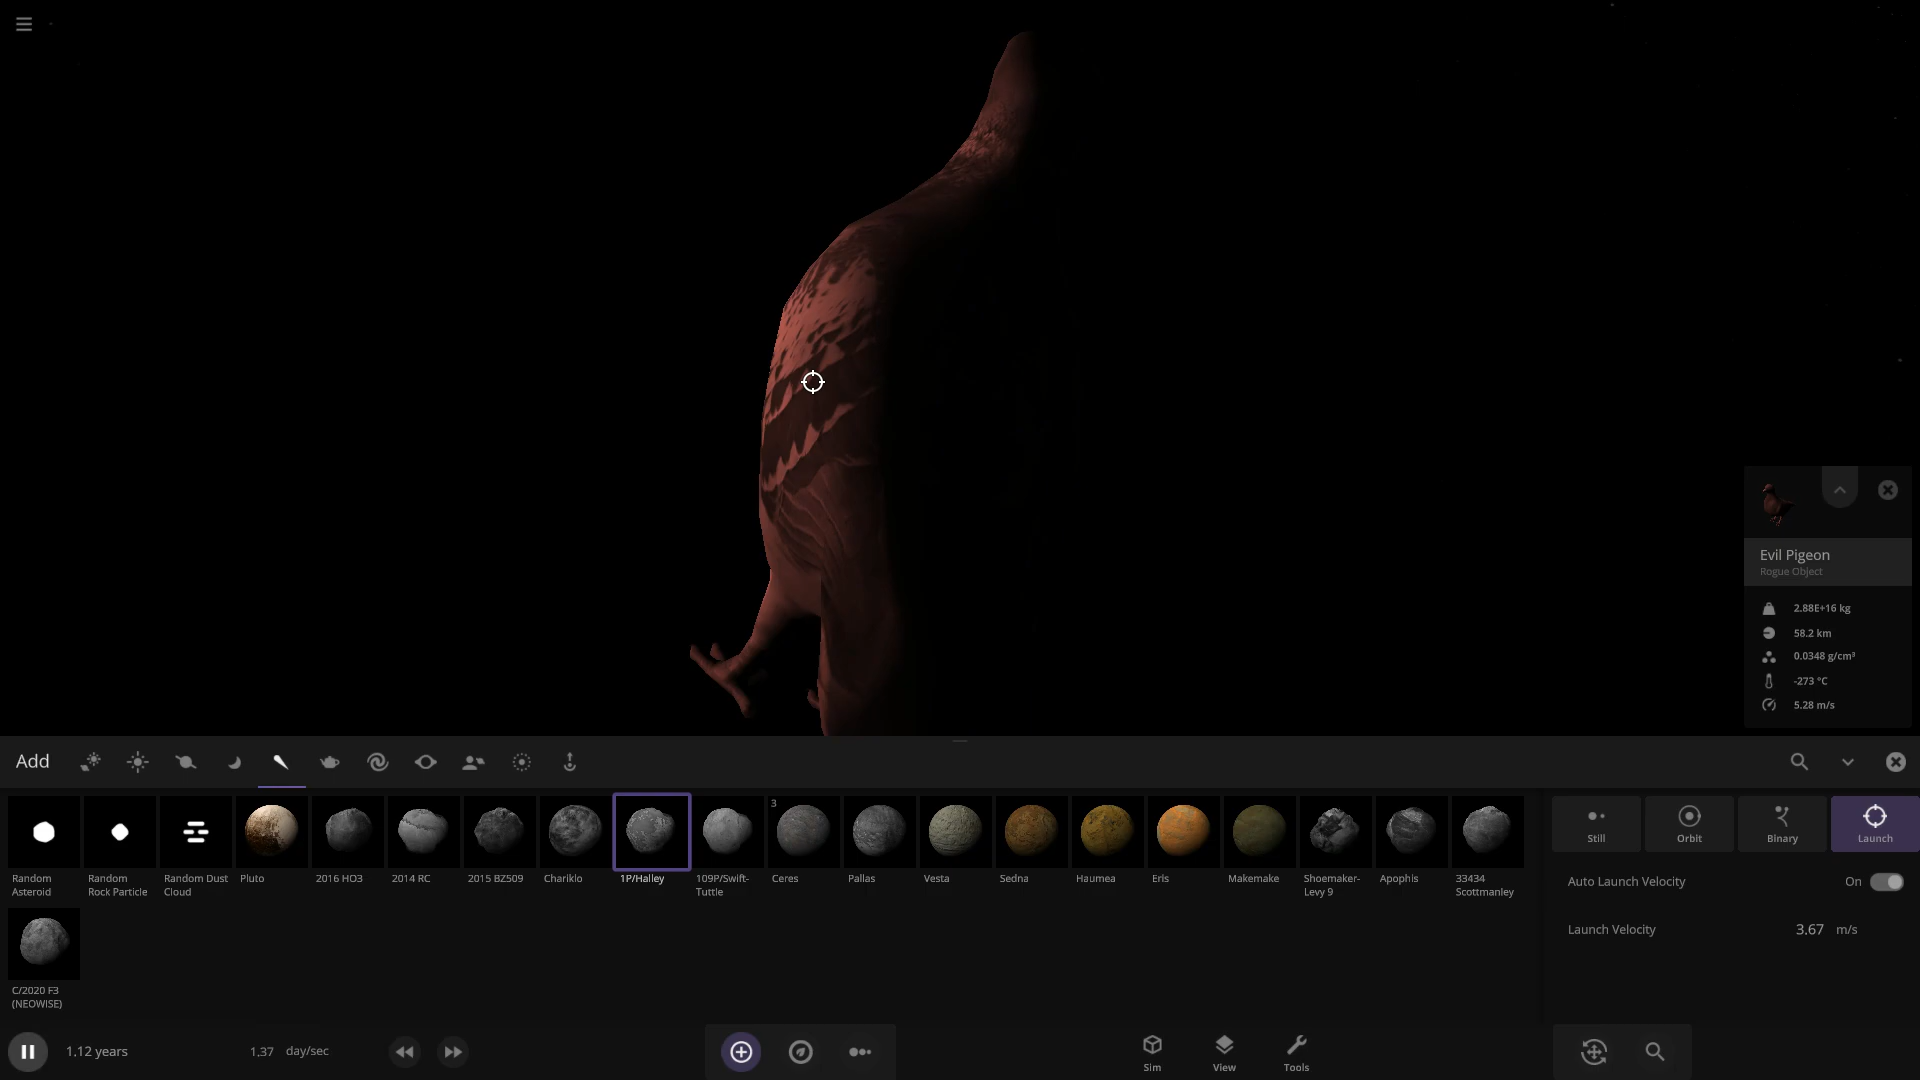 Evil Pigeon
Rogue Object
2.88E+16 kg
58.2 km
0.0348 g/cm³
-273 °C
5.28 m/s
Add
3
Random
Asteroid
Random
Rock Particle
Random Dust
Cloud
Pluto
2016 HO3
2014 RC
2015 BZ509
Chariklo
1P/Halley
109P/Swift-
Tuttle
Ceres
Pallas
Vesta
Sedna
Haumea
Eris
Makemake
Shoemaker-
Levy 9
Apophis
33434
Scottmanley
C/2020 F3
(NEOWISE)
Still
Orbit
Binary
Launch
Auto Launch Velocity On
Launch Velocity 3.67 m/s
1.12 years
1.37 day/sec
Sim
View
Tools